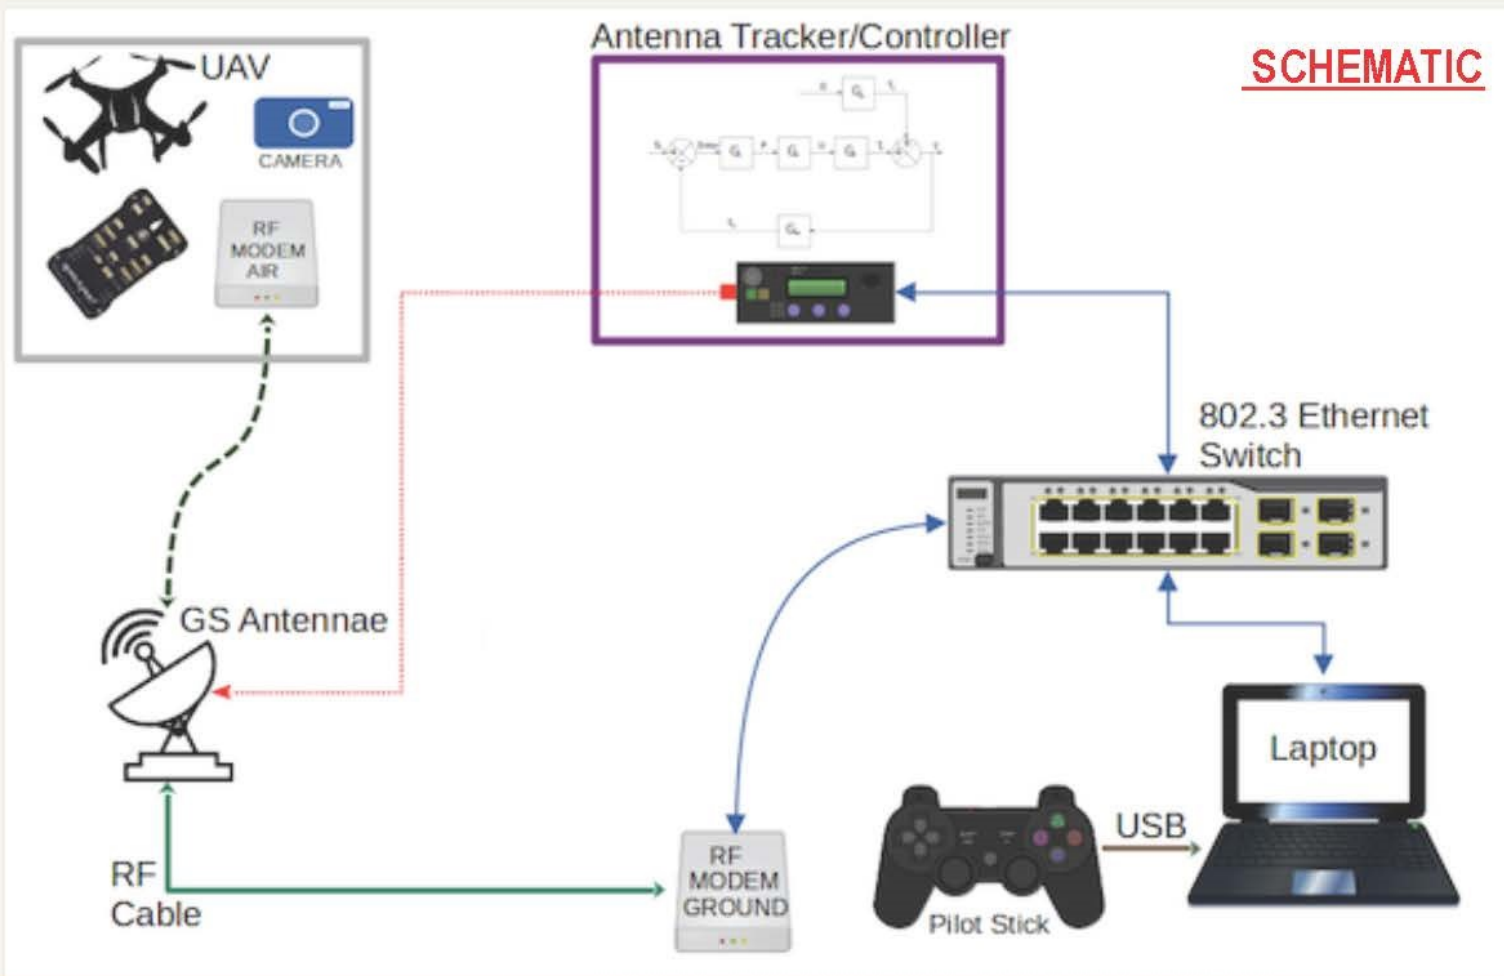 SCHEMATIC
Antenna Tracker/Controller
UAV
CAMERA
RF
MODEM
AIR
802.3 Ethernet
Switch
GS Antennae
Laptop
USB
RF
MODEM
GROUND
RF
Cable
Pilot Stick